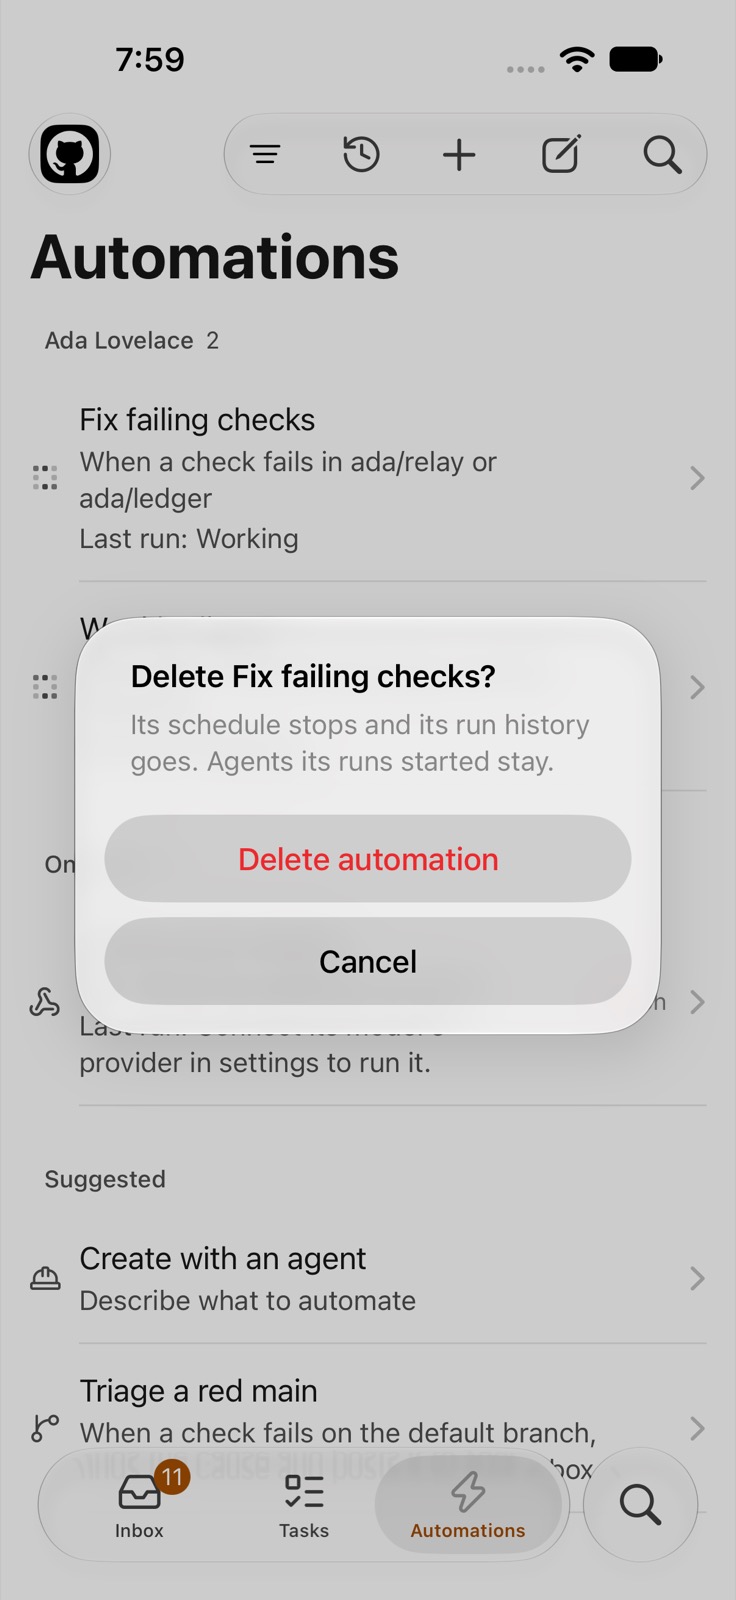 7:59
Automations
Ada Lovelace 2
Fix failing checks
When a check fails in ada/relay or
ada/ledger
Last run: Working
Delete Fix failing checks?
Its schedule stops and its run history
goes. Agents its runs started stay.
Delete automation
Cancel
provider in settings to run it.
Suggested
Create with an agent
Describe what to automate
Triage a red main
When a check fails on the default branch,
11
Inbox
Tasks
Automations